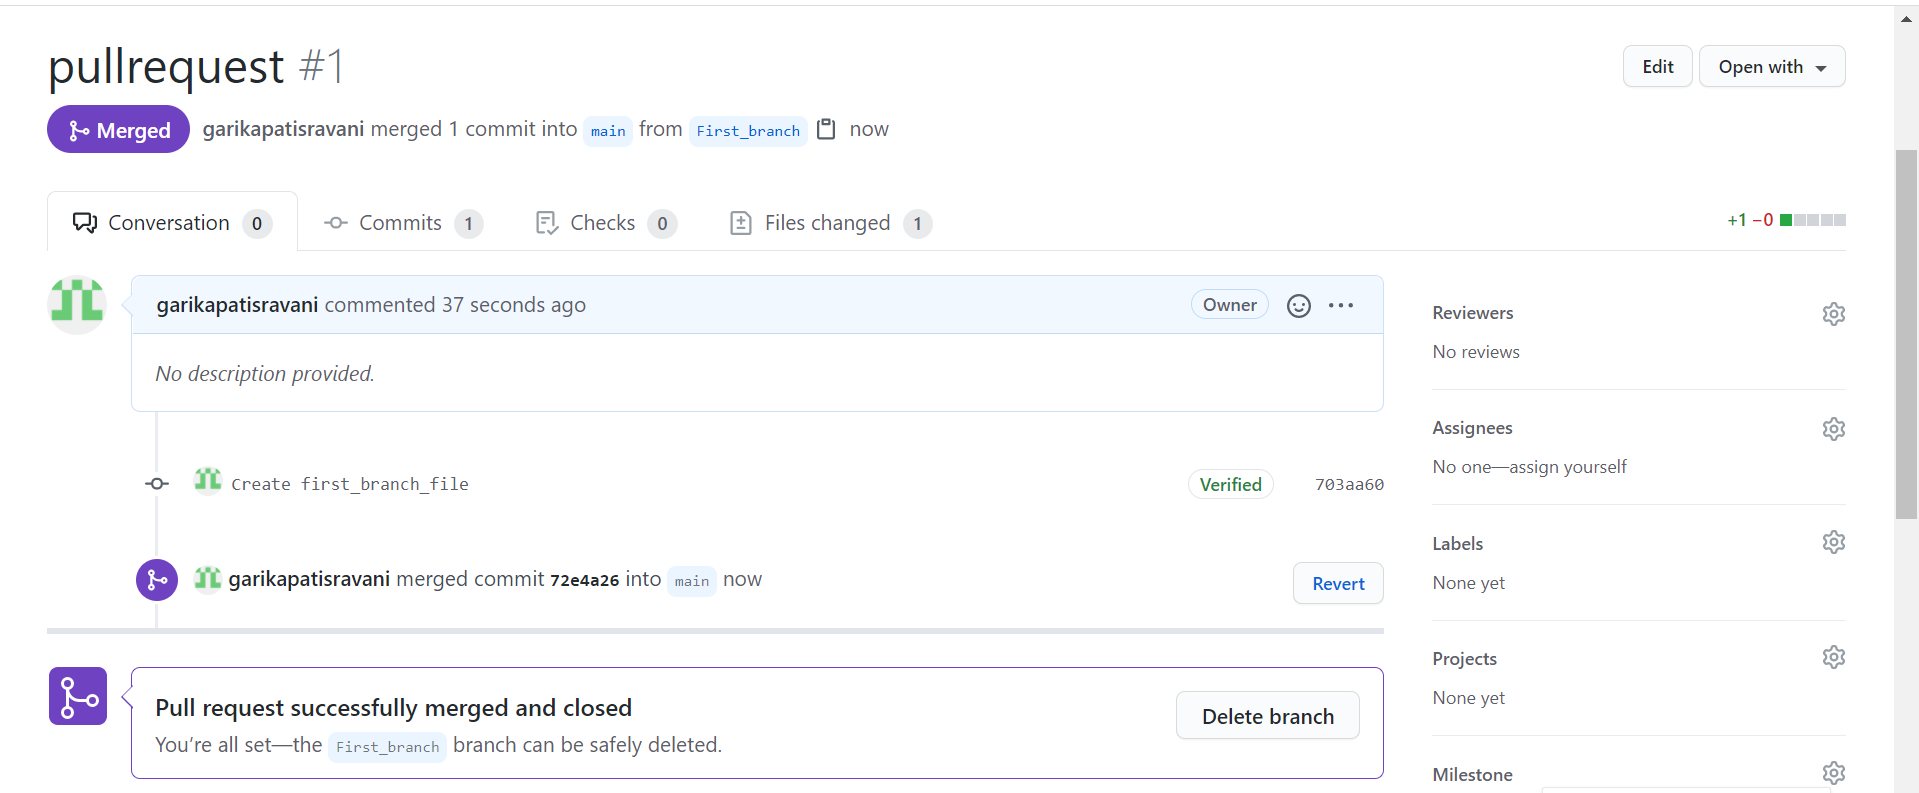 pullrequest #1
Edit
Open with
Merged
garikapatisravani merged 1 commit into main from First_branch now
Conversation 0
Commits 1
Checks 0
Files changed 1
+1 −0
garikapatisravani commented 37 seconds ago
Owner
No description provided.
Create first_branch_file
Verified
703aa60
garikapatisravani merged commit 72e4a26 into main now
Revert
Pull request successfully merged and closed
You’re all set—the First_branch branch can be safely deleted.
Delete branch
Reviewers
No reviews
Assignees
No one—assign yourself
Labels
None yet
Projects
None yet
Milestone